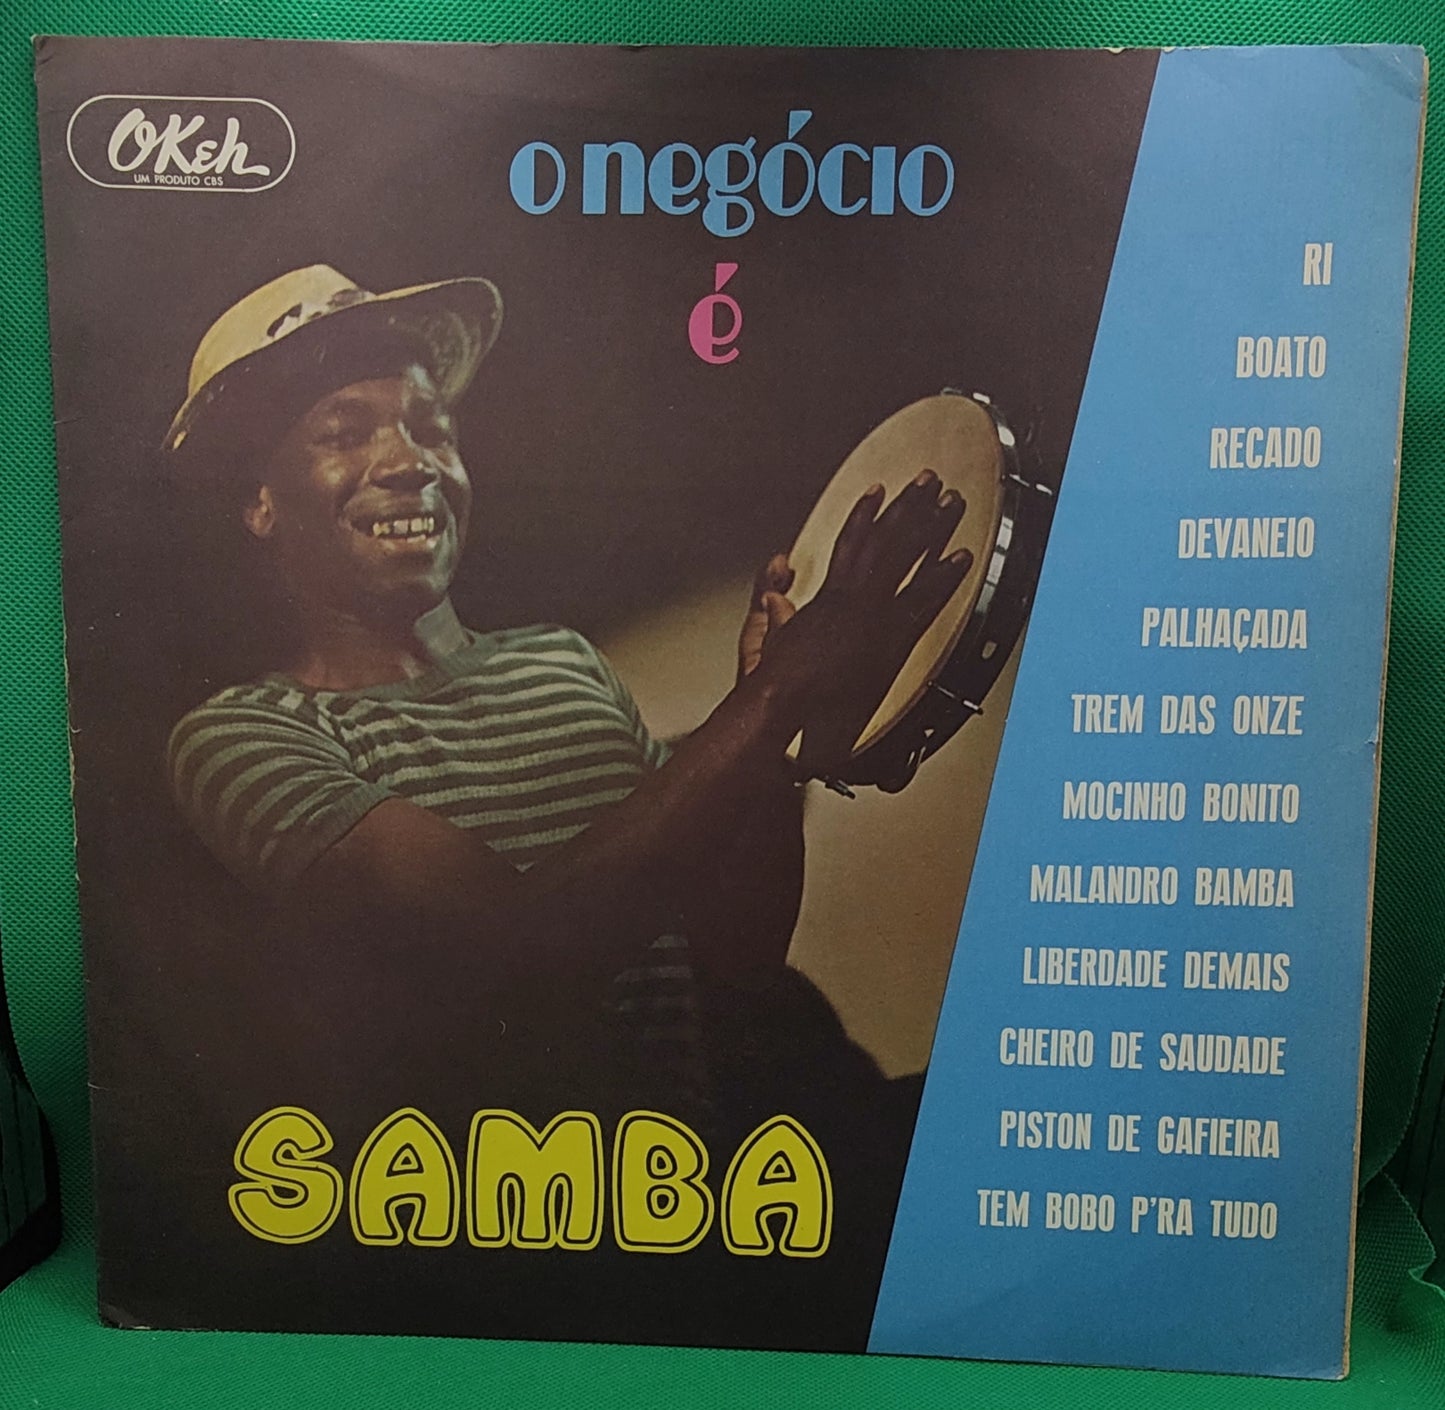 OKeh
UM PRODUTO CBS
o negócio
é
SAMBA
RI
BOATO
RECADO
DEVANEIO
PALHAÇADA
TREM DAS ONZE
MOCINHO BONITO
MALANDRO BAMBA
LIBERDADE DEMAIS
CHEIRO DE SAUDADE
PISTON DE GAFIEIRA
TEM BOBO P'RA TUDO